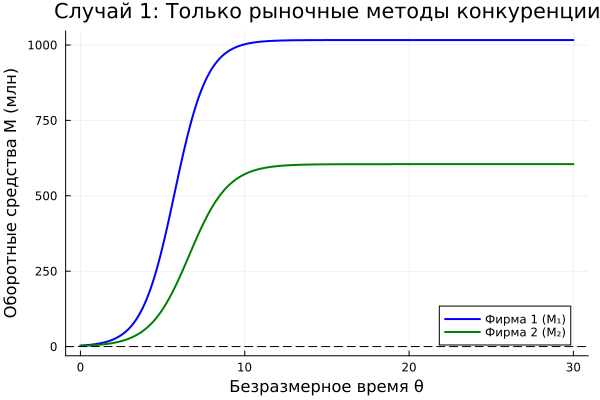 Случай 1: Только рыночные методы конкуренции
Оборотные средства M (млн)
1000
750
500
250
0
0
10
20
30
Фирма 1 (M₁)
Фирма 2 (M₂)
Безразмерное время θ